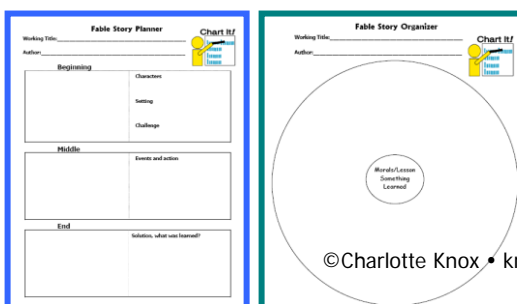 Fable Story Planner
Working Title:
Chart It!
Author:
Beginning
Characters
Setting
Challenge
Middle
Events and action
End
Solution, what was learned?
Fable Story Organizer
Working Title:
Chart It!
Author:
Morals/Lesson
Something
Learned
©Charlotte Knox • k